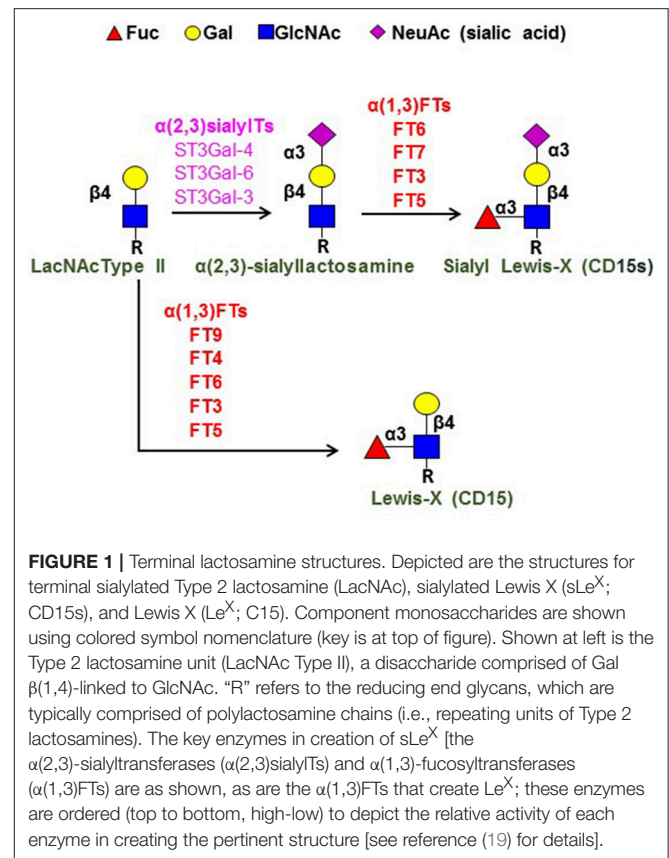 Fuc Gal GlcNAc NeuAc (sialic acid)
α(2,3)sialylTs
ST3Gal-4
ST3Gal-6
ST3Gal-3
α(1,3)FTs
FT6
FT7
FT3
FT5
β4
R
α3
β4
R
α3
β4
α3
R
LacNAcType II α(2,3)-sialyllactosamine Sialyl Lewis-X (CD15s)
α(1,3)FTs
FT9
FT4
FT6
FT3
FT5
α3
β4
R
Lewis-X (CD15)
FIGURE 1 | Terminal lactosamine structures. Depicted are the structures for
terminal sialylated Type 2 lactosamine (LacNAc), sialylated Lewis X (sLeX;
CD15s), and Lewis X (LeX; C15). Component monosaccharides are shown
using colored symbol nomenclature (key is at top of figure). Shown at left is the
Type 2 lactosamine unit (LacNAc Type II), a disaccharide comprised of Gal
β(1,4)-linked to GlcNAc. “R” refers to the reducing end glycans, which are
typically comprised of polylactosamine chains (i.e., repeating units of Type 2
lactosamines). The key enzymes in creation of sLeX [the
α(2,3)-sialyltransferases (α(2,3)sialylTs) and α(1,3)-fucosyltransferases
(α(1,3)FTs) are as shown, as are the α(1,3)FTs that create LeX; these enzymes
are ordered (top to bottom, high-low) to depict the relative activity of each
enzyme in creating the pertinent structure [see reference (19) for details].